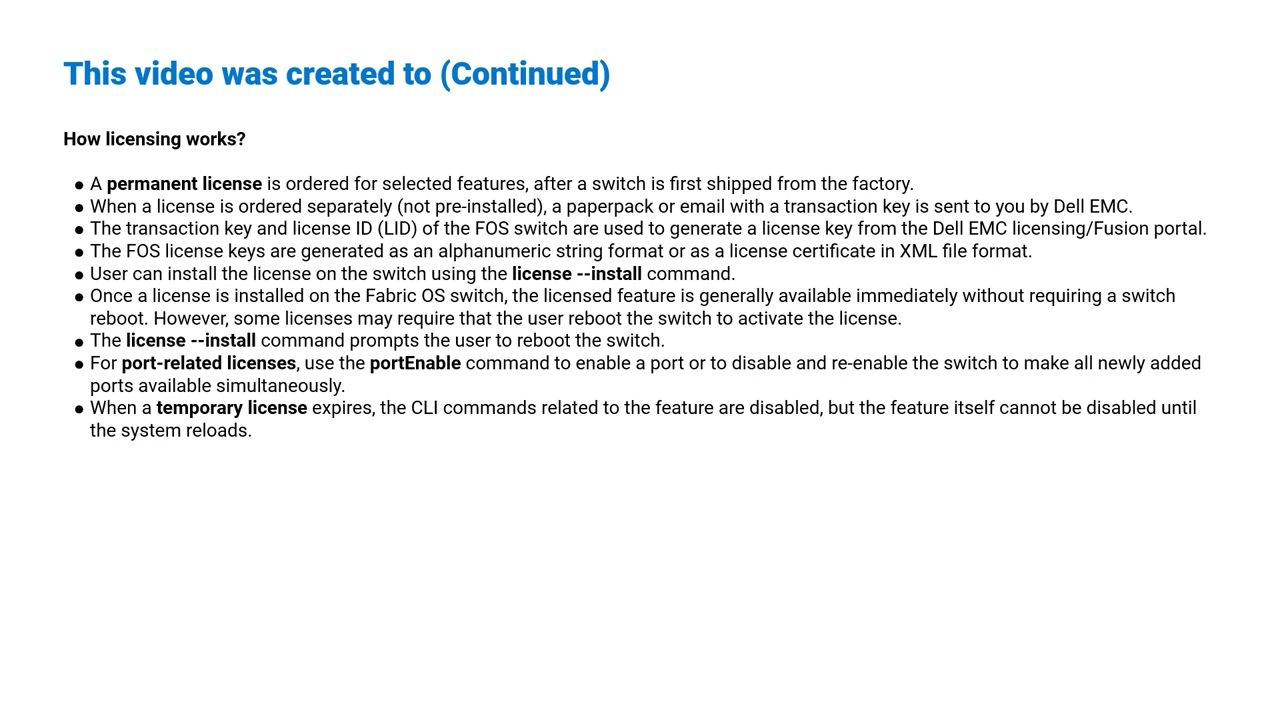 This video was created to (Continued)
How licensing works?
● A permanent license is ordered for selected features, after a switch is first shipped from the factory.
● When a license is ordered separately (not pre-installed), a paperpack or email with a transaction key is sent to you by Dell EMC.
● The transaction key and license ID (LID) of the FOS switch are used to generate a license key from the Dell EMC licensing/Fusion portal.
● The FOS license keys are generated as an alphanumeric string format or as a license certificate in XML file format.
● User can install the license on the switch using the license --install command.
● Once a license is installed on the Fabric OS switch, the licensed feature is generally available immediately without requiring a switch
reboot. However, some licenses may require that the user reboot the switch to activate the license.
● The license --install command prompts the user to reboot the switch.
● For port-related licenses, use the portEnable command to enable a port or to disable and re-enable the switch to make all newly added
ports available simultaneously.
● When a temporary license expires, the CLI commands related to the feature are disabled, but the feature itself cannot be disabled until
the system reloads.